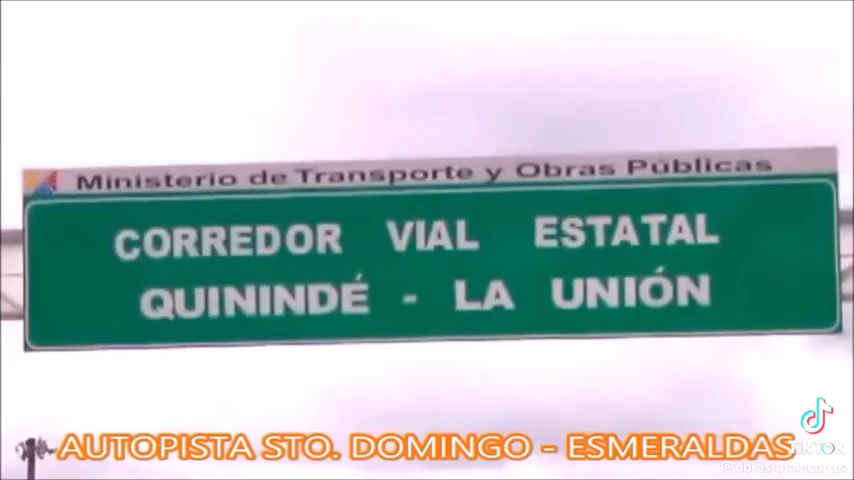 Ministerio de Transporte y Obras Públicas
CORREDOR VIAL ESTATAL
QUININDÉ - LA UNIÓN
AUTOPISTA STO. DOMINGO - ESMERALDAS
TIKTOK